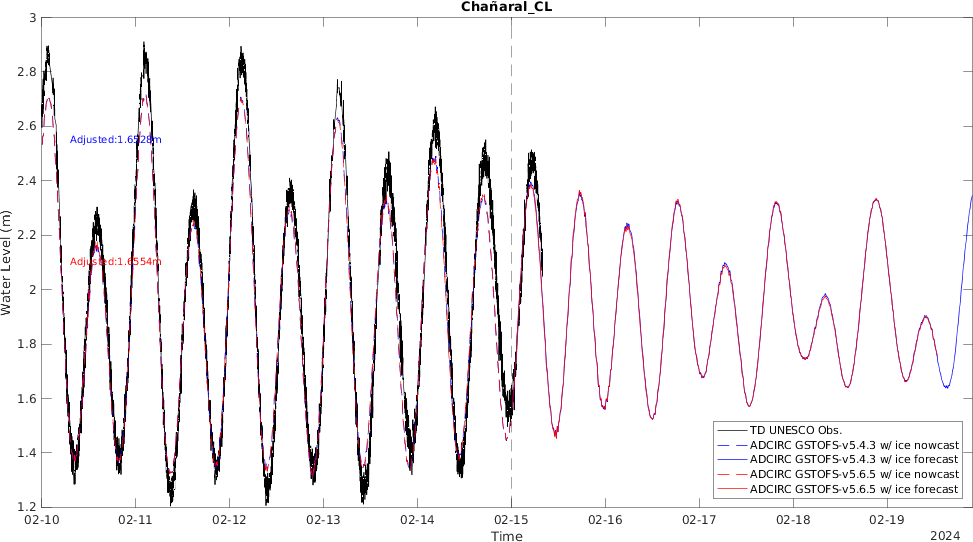 Chañaral_CL
Water Level (m)
3
2.8
2.6
2.4
2.2
2
1.8
1.6
1.4
1.2
Adjusted:1.6528m
Adjusted:1.6554m
TD UNESCO Obs.
ADCIRC GSTOFS-v5.4.3 w/ ice nowcast
ADCIRC GSTOFS-v5.4.3 w/ ice forecast
ADCIRC GSTOFS-v5.6.5 w/ ice nowcast
ADCIRC GSTOFS-v5.6.5 w/ ice forecast
02-10 02-11 02-12 02-13 02-14 02-15 02-16 02-17 02-18 02-19
Time
2024